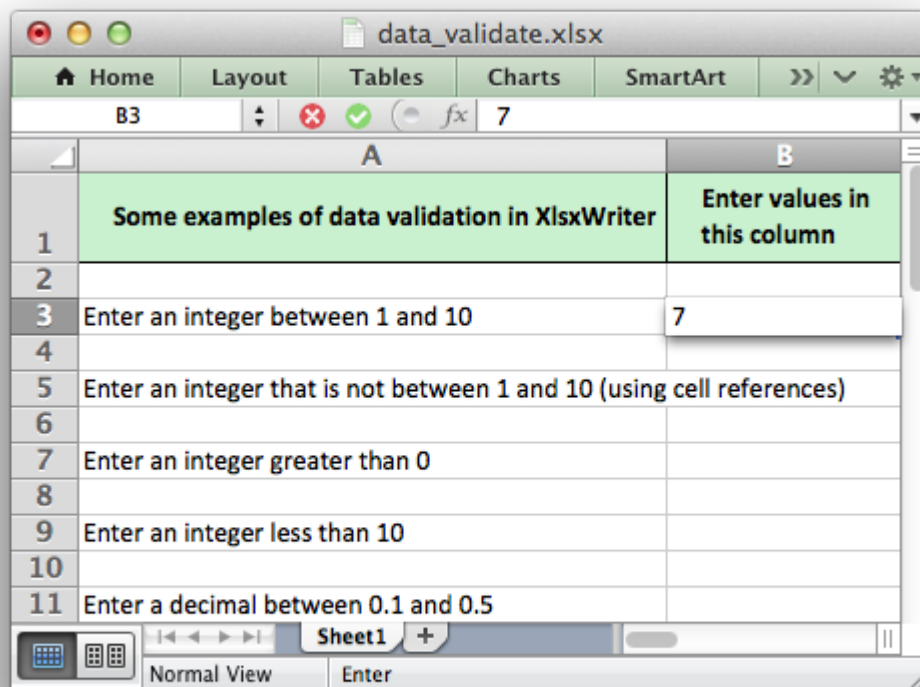 data_validate.xlsx
Home Layout Tables Charts SmartArt
B3 fx 7
A B
1 Some examples of data validation in XlsxWriter Enter values in
this column
2
3 Enter an integer between 1 and 10 7
4
5 Enter an integer that is not between 1 and 10 (using cell references)
6
7 Enter an integer greater than 0
8
9 Enter an integer less than 10
10
11 Enter a decimal between 0.1 and 0.5
Sheet1
Normal View Enter